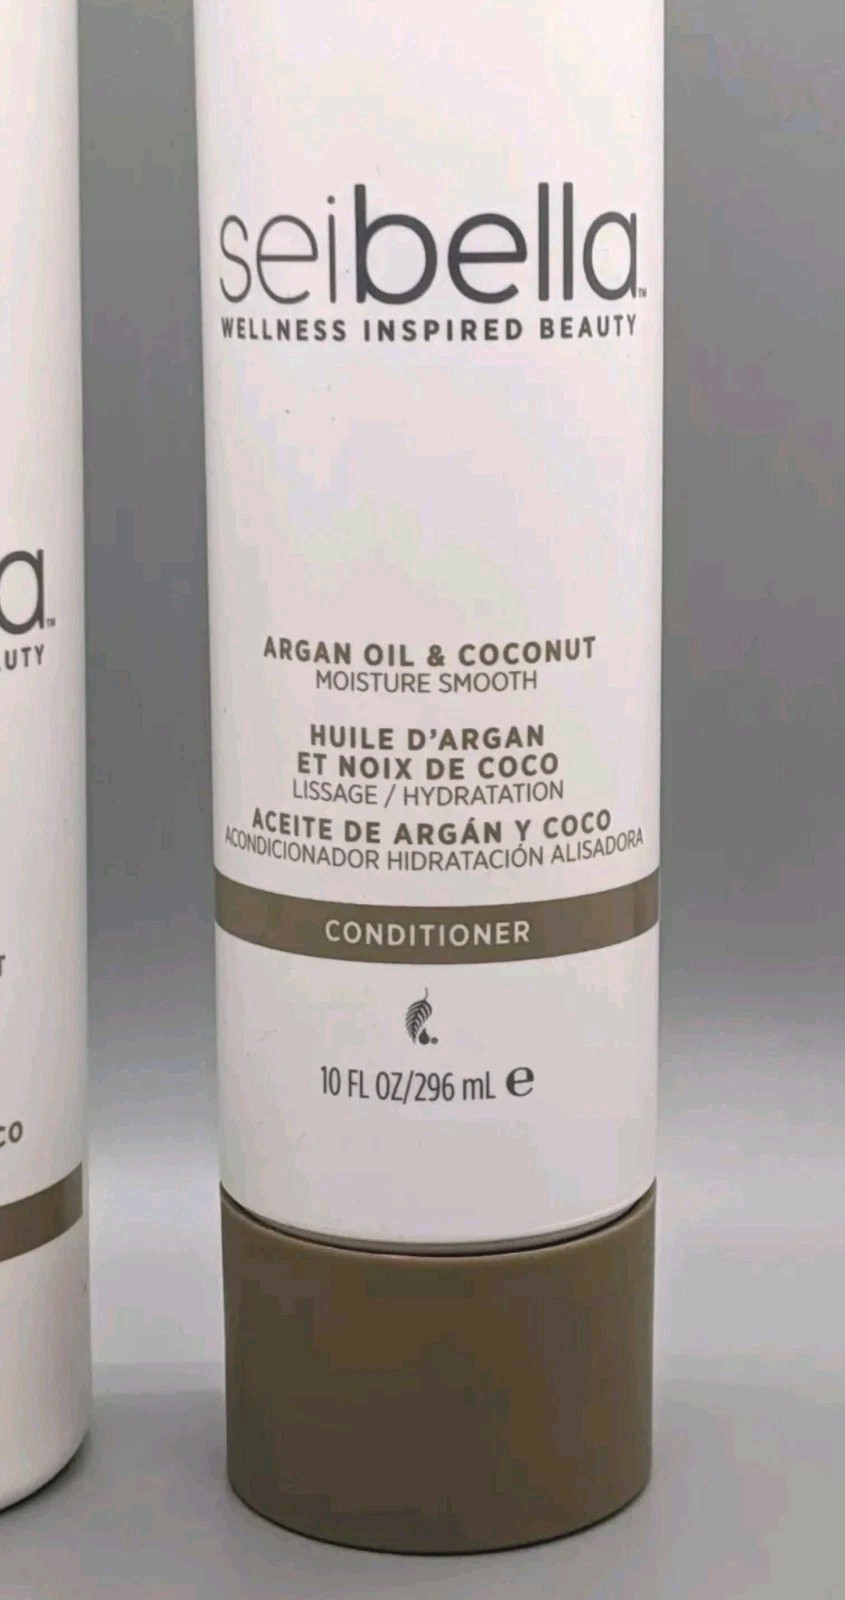 seibella™
WELLNESS INSPIRED BEAUTY
ARGAN OIL & COCONUT
MOISTURE SMOOTH
HUILE D'ARGAN
ET NOIX DE COCO
LISSAGE / HYDRATATION
ACEITE DE ARGÁN Y COCO
ACONDICIONADOR HIDRATACIÓN ALISADORA
CONDITIONER
10 FL OZ/296 mL ℮